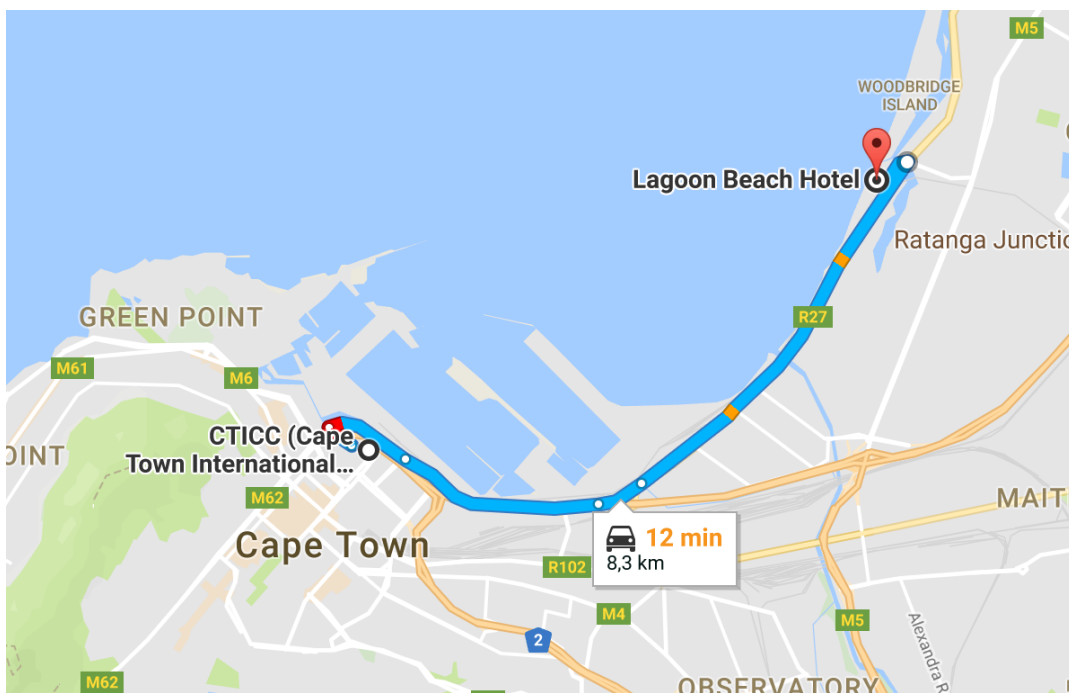 M5
WOODBRIDGE
ISLAND
Lagoon Beach Hotel
Ratanga Junctio
R27
GREEN POINT
M61
M6
CTICC (Cape
Town International...
OINT
M62
MAIT
Cape Town
12 min
8,3 km
R102
M4
M5
2
Alexandra R
M62
OBSERVATORY